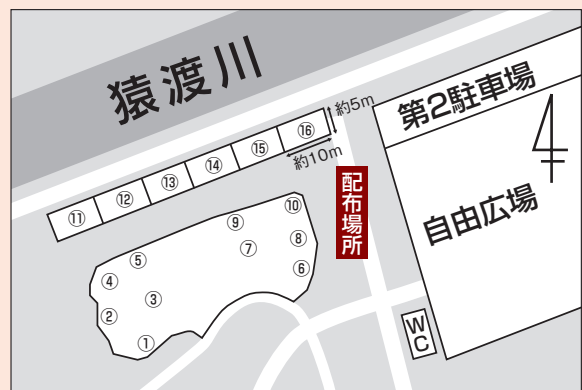 猿渡川
第2駐車場
約5m
⑯
⑮
⑭
⑬
⑫
⑪
約10m
配布場所
自由広場
⑩
⑨
⑧
⑦
⑥
⑤
④
③
②
①
WC